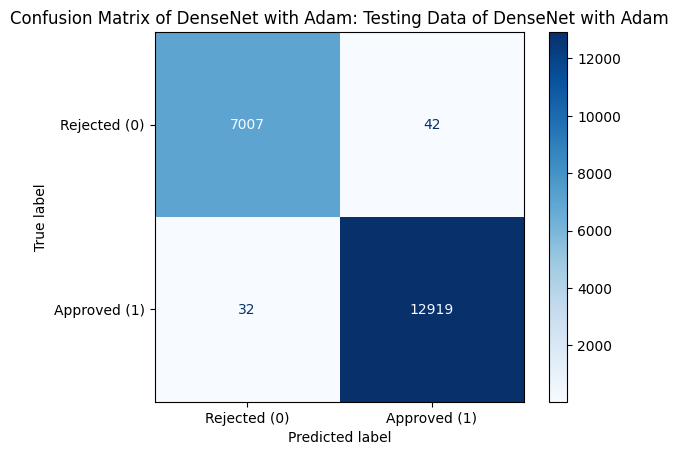 Confusion Matrix of DenseNet with Adam: Testing Data of DenseNet with Adam
True label
Rejected (0)
7007
42
Approved (1)
32
12919
Rejected (0)
Approved (1)
Predicted label
12000
10000
8000
6000
4000
2000